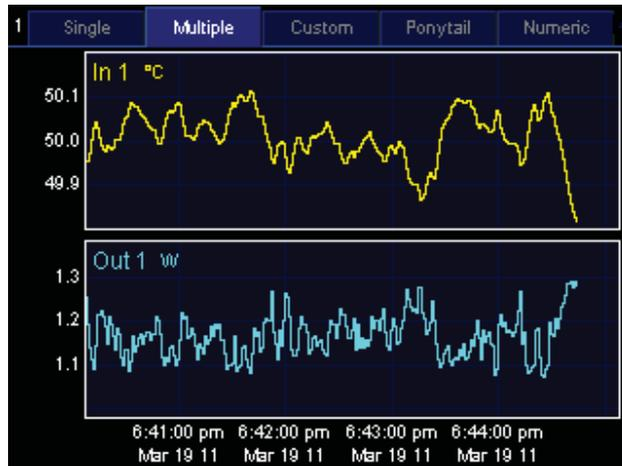 1 Single Multiple Custom Ponytail Numeric
In 1 °C
50.1
50.0
49.9
Out 1 W
1.3
1.2
1.1
6:41:00 pm 6:42:00 pm 6:43:00 pm 6:44:00 pm
Mar 19 11 Mar 19 11 Mar 19 11 Mar 19 11